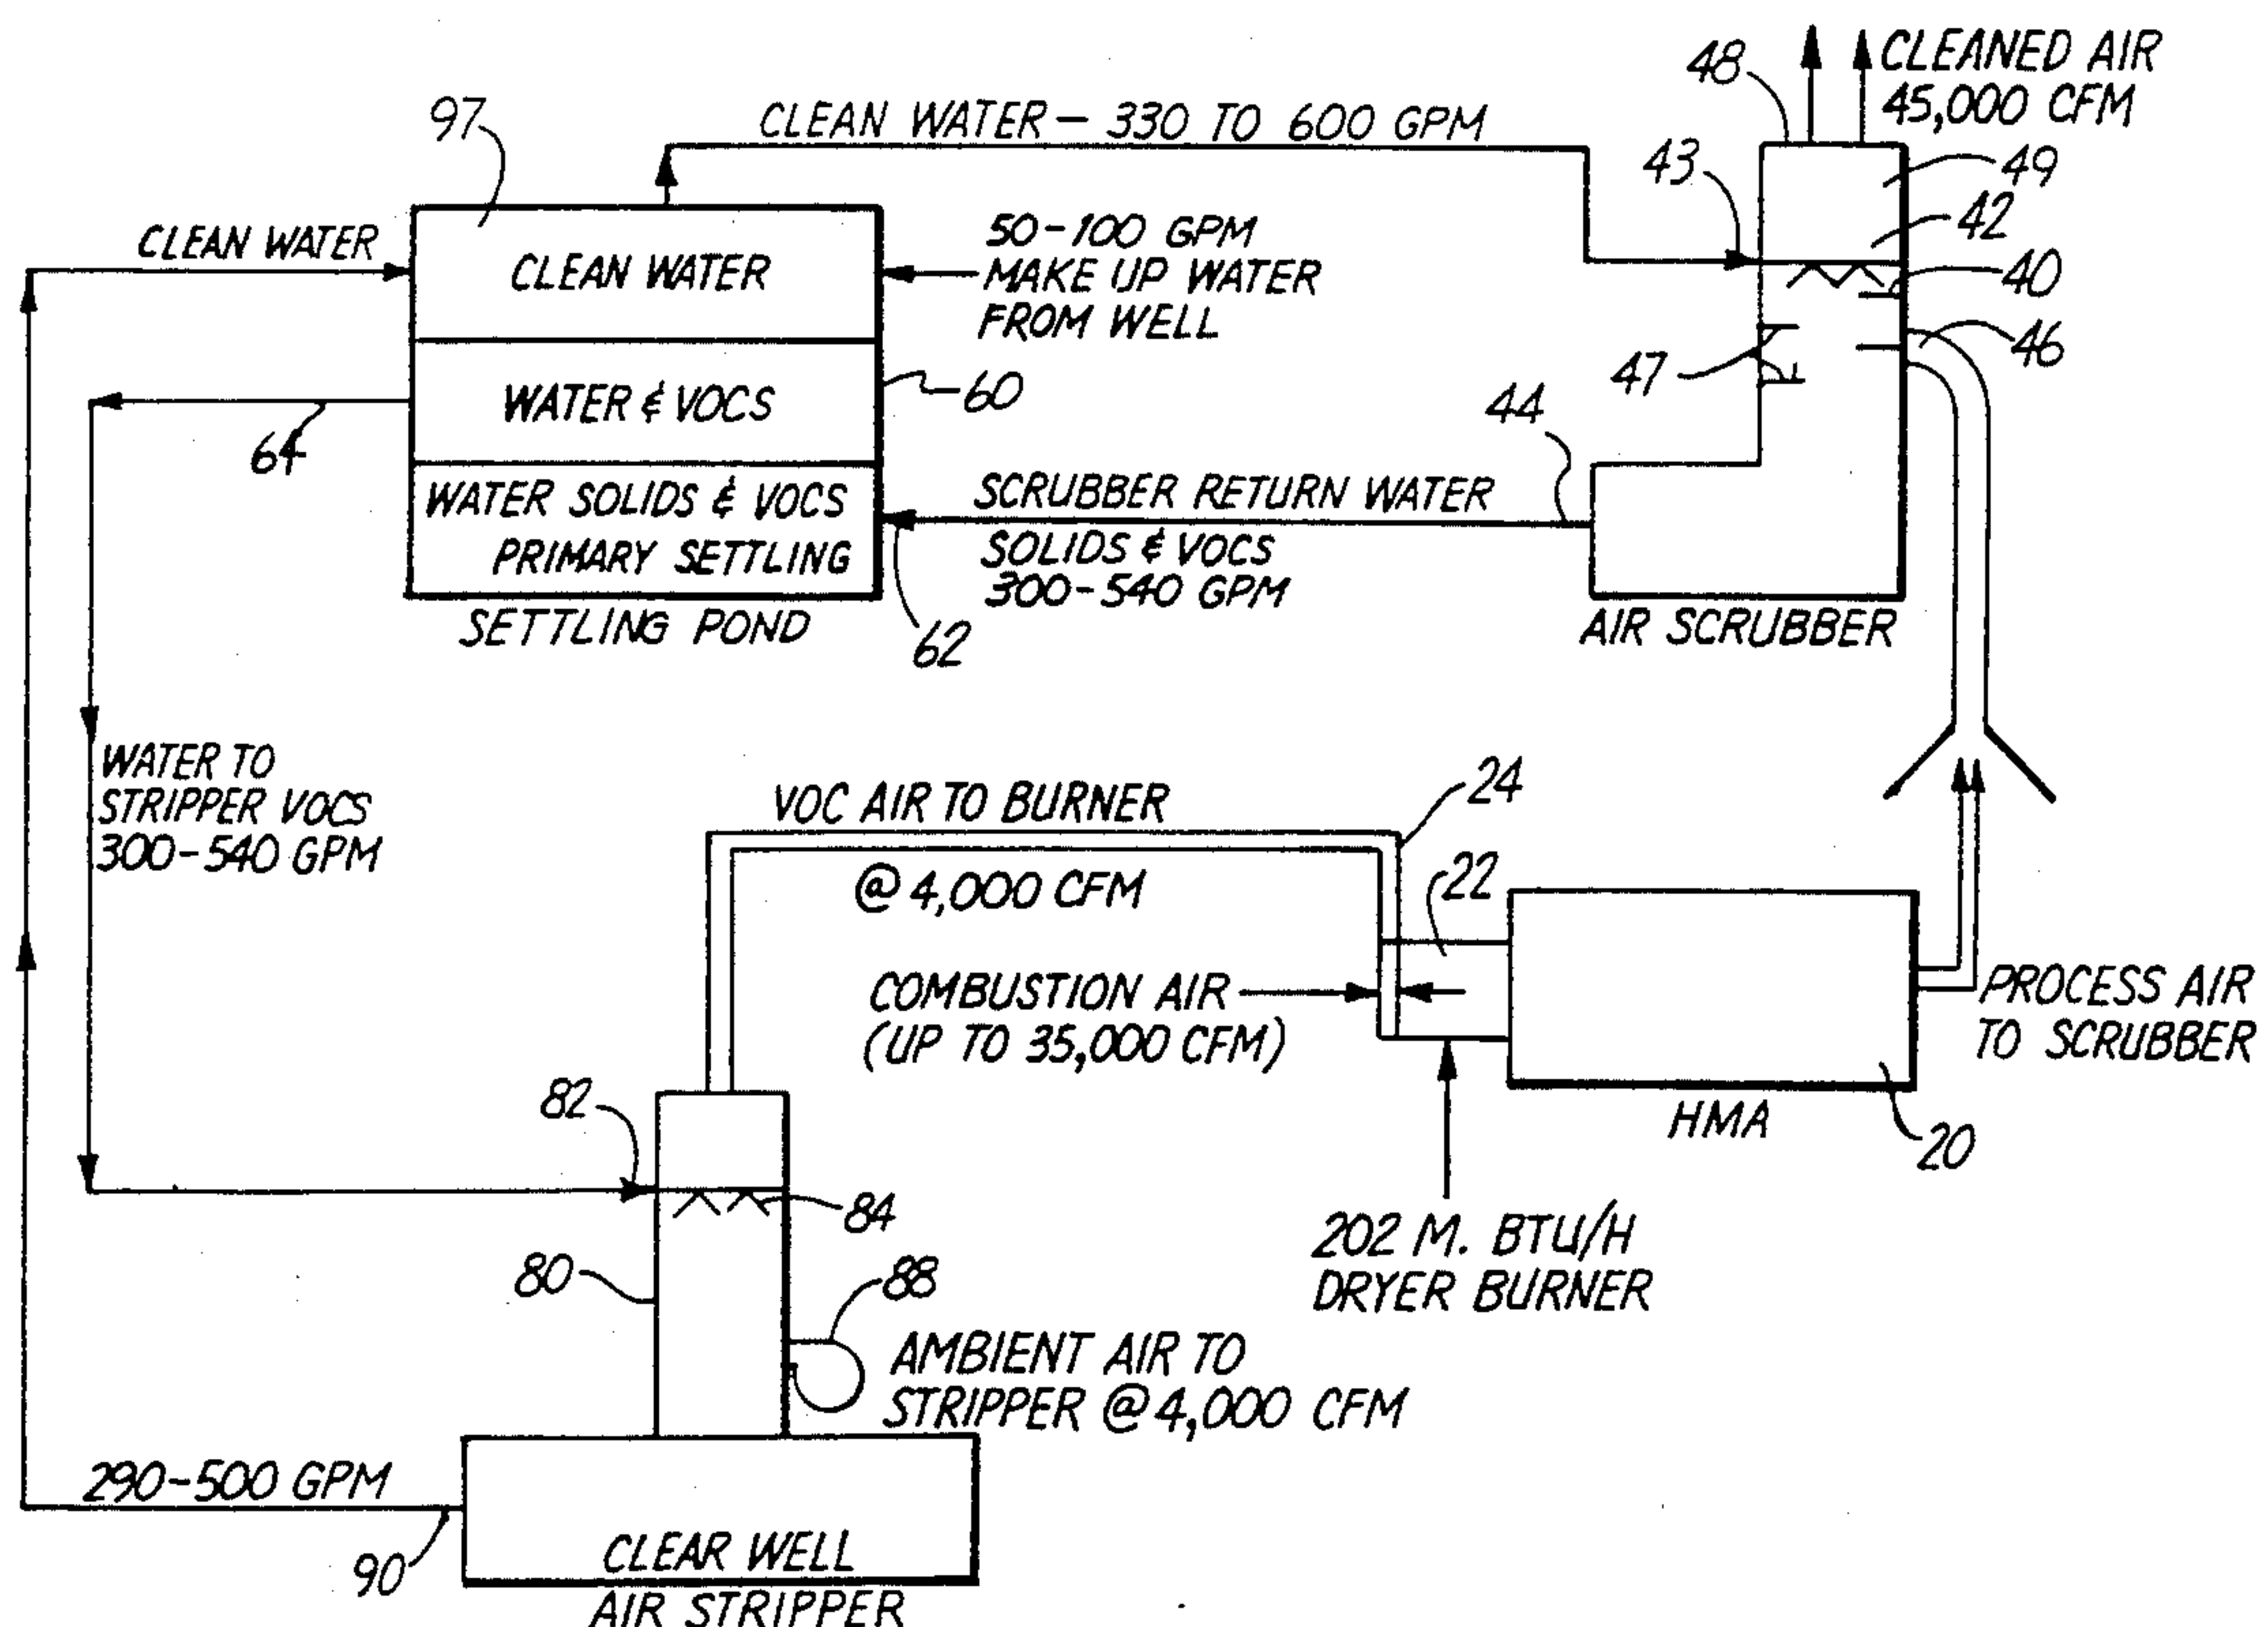 48
CLEANED AIR
45,000 CFM
97
CLEAN WATER — 330 TO 600 GPM
43
49
42
40
46
47
CLEAN WATER
CLEAN WATER
50-100 GPM
MAKE UP WATER
FROM WELL
WATER & VOCS
60
64
44
WATER SOLIDS & VOCS
PRIMARY SETTLING
SETTLING POND
62
SCRUBBER RETURN WATER
SOLIDS & VOCS
300-540 GPM
AIR SCRUBBER
WATER TO
STRIPPER VOCS
300-540 GPM
VOC AIR TO BURNER
@ 4,000 CFM
24
22
COMBUSTION AIR
(UP TO 35,000 CFM)
PROCESS AIR
TO SCRUBBER
HMA
20
82
84
80
88
202 M. BTU/H
DRYER BURNER
AMBIENT AIR TO
STRIPPER @ 4,000 CFM
290-500 GPM
90
CLEAR WELL
AIR STRIPPER